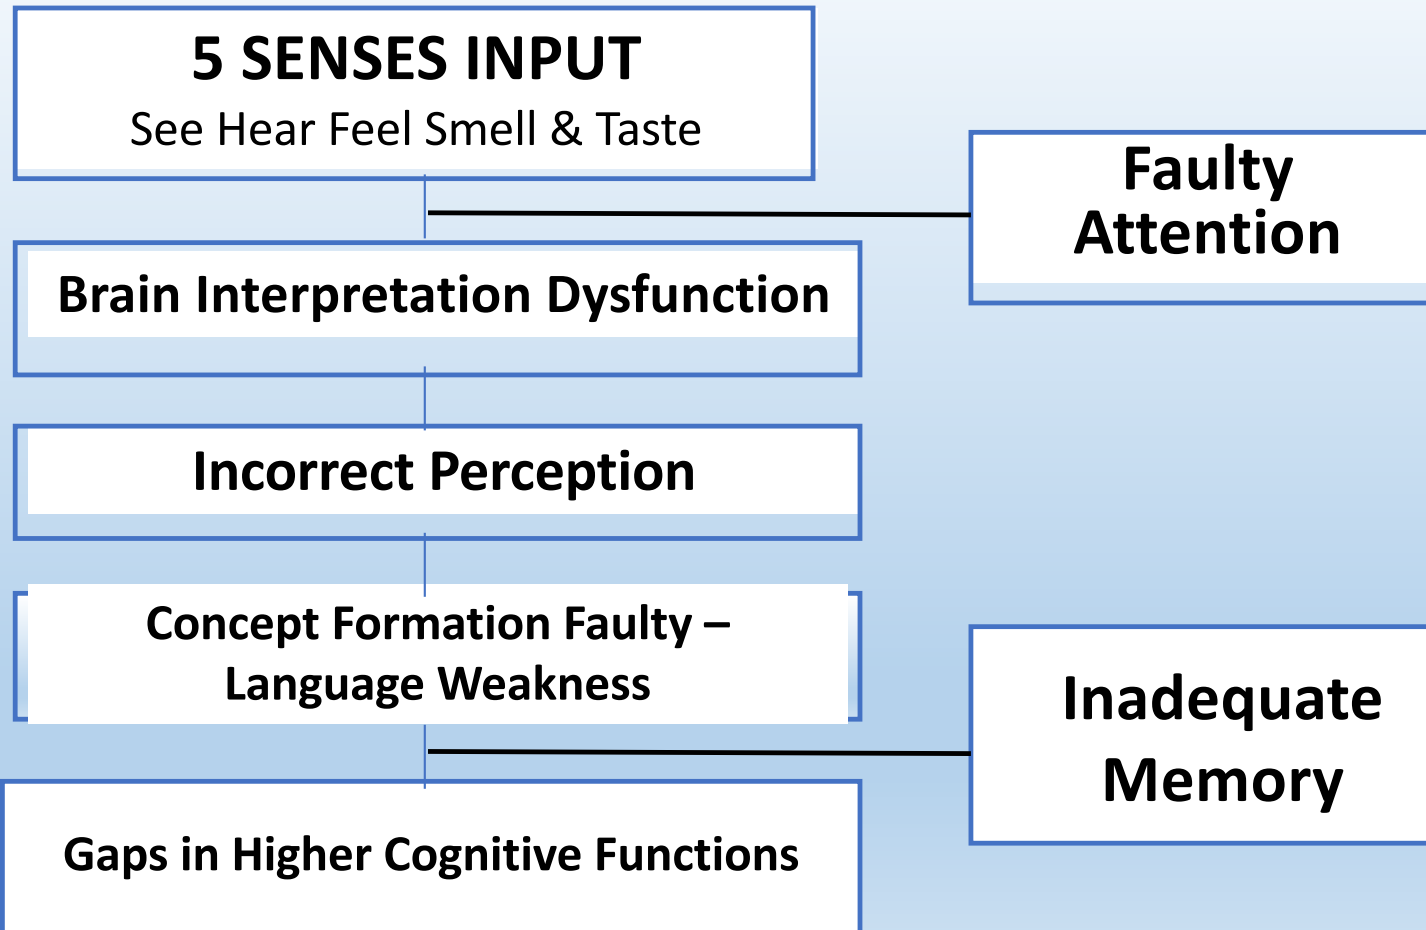 5 SENSES INPUT
See Hear Feel Smell & Taste
Faulty
Attention
Brain Interpretation Dysfunction
Incorrect Perception
Concept Formation Faulty –
Language Weakness
Inadequate
Memory
Gaps in Higher Cognitive Functions